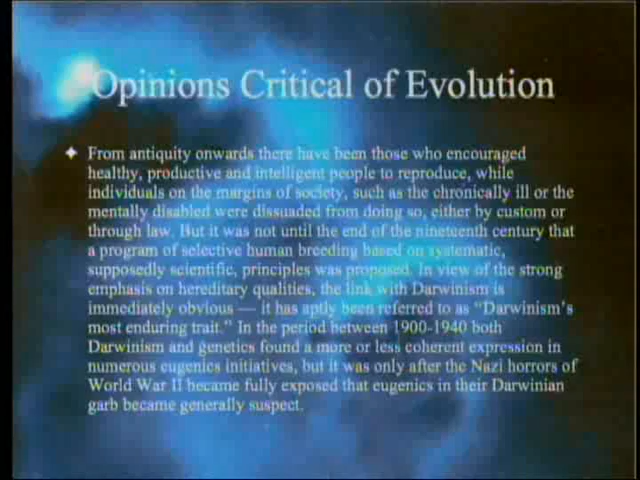 Opinions Critical of Evolution
From antiquity onwards there have been those who encouraged
healthy, productive and intelligent people to reproduce, while
individuals on the margins of society, such as the chronically ill or the
mentally disabled were dissuaded from doing so, either by custom or
through law. But it was not until the end of the nineteenth century that
a program of selective human breeding based on systematic,
supposedly scientific, principles was proposed. In view of the strong
emphasis on hereditary qualities, the link with Darwinism is
immediately obvious — it has aptly been referred to as “Darwinism’s
most enduring trait.” In the period between 1900-1940 both
Darwinism and genetics found a more or less coherent expression in
numerous eugenics initiatives, but it was only after the Nazi horrors of
World War II became fully exposed that eugenics in their Darwinian
garb became generally suspect.